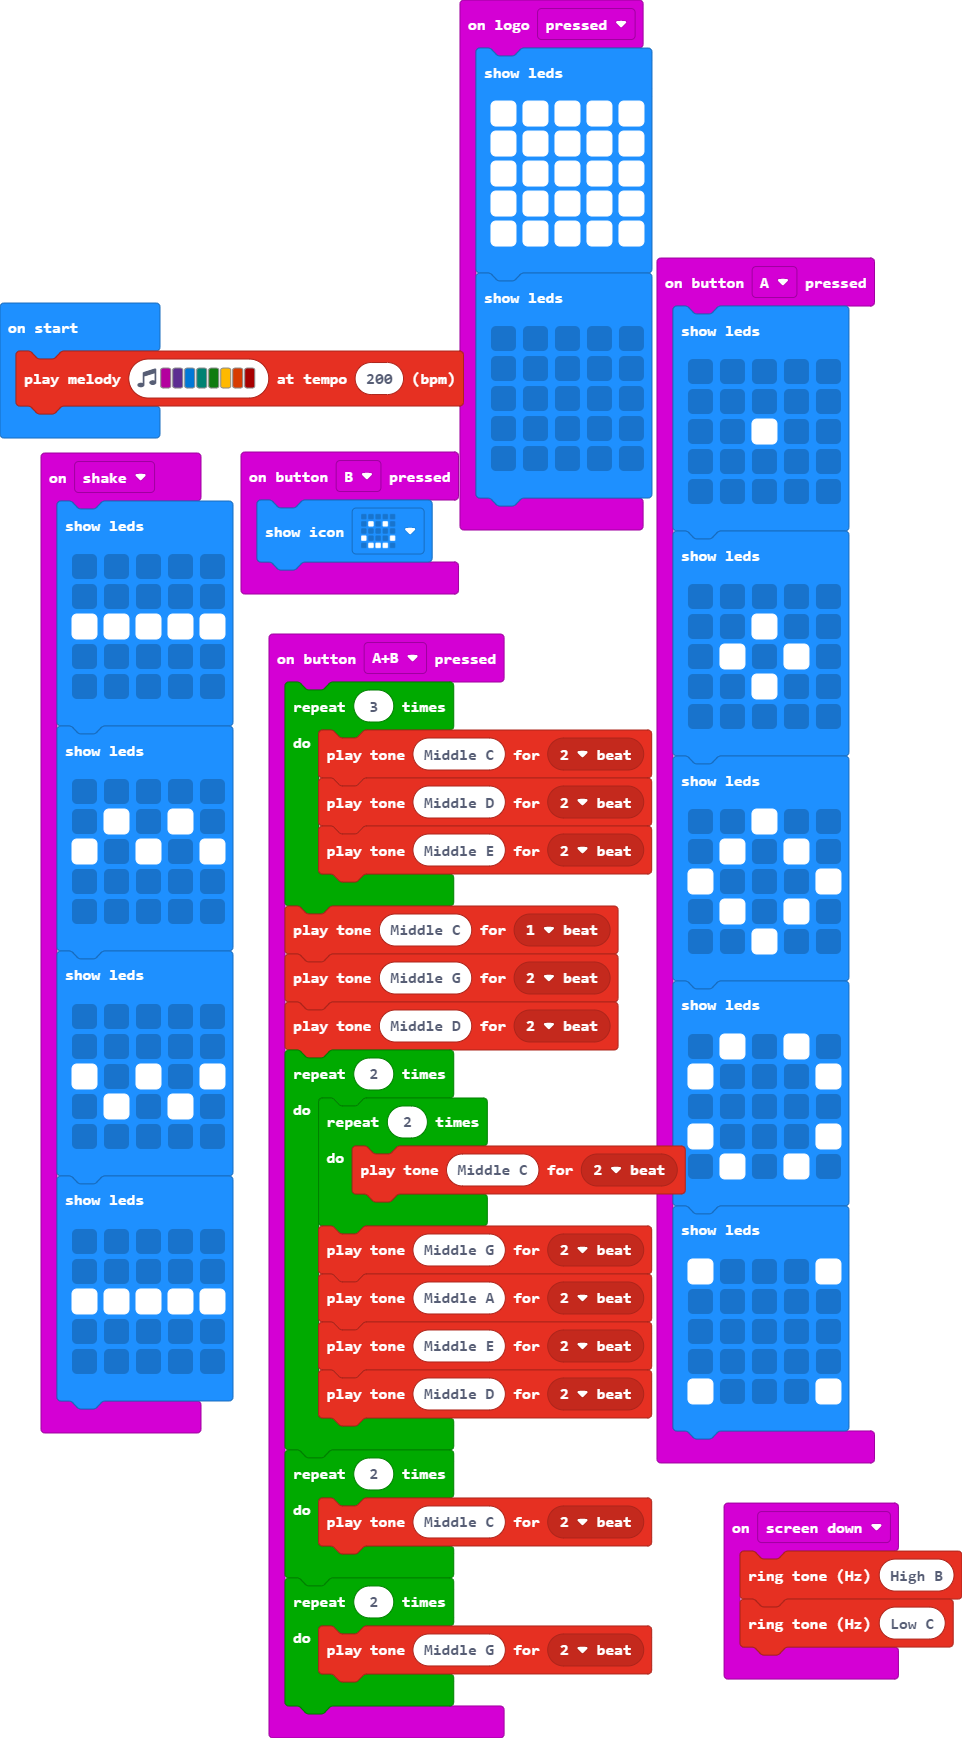 on logo pressed
show leds
show leds
on start
play melody at tempo 200 (bpm)
on shake
show leds
show leds
show leds
show leds
on button B pressed
show icon
on button A+B pressed
repeat 3 times
do
play tone Middle C for 2 beat
play tone Middle D for 2 beat
play tone Middle E for 2 beat
play tone Middle C for 1 beat
play tone Middle G for 2 beat
play tone Middle D for 2 beat
repeat 2 times
do
repeat 2 times
do
play tone Middle C for 2 beat
play tone Middle G for 2 beat
play tone Middle A for 2 beat
play tone Middle E for 2 beat
play tone Middle D for 2 beat
repeat 2 times
do
play tone Middle C for 2 beat
repeat 2 times
do
play tone Middle G for 2 beat
on button A pressed
show leds
show leds
show leds
show leds
show leds
on screen down
ring tone (Hz) High B
ring tone (Hz) Low C